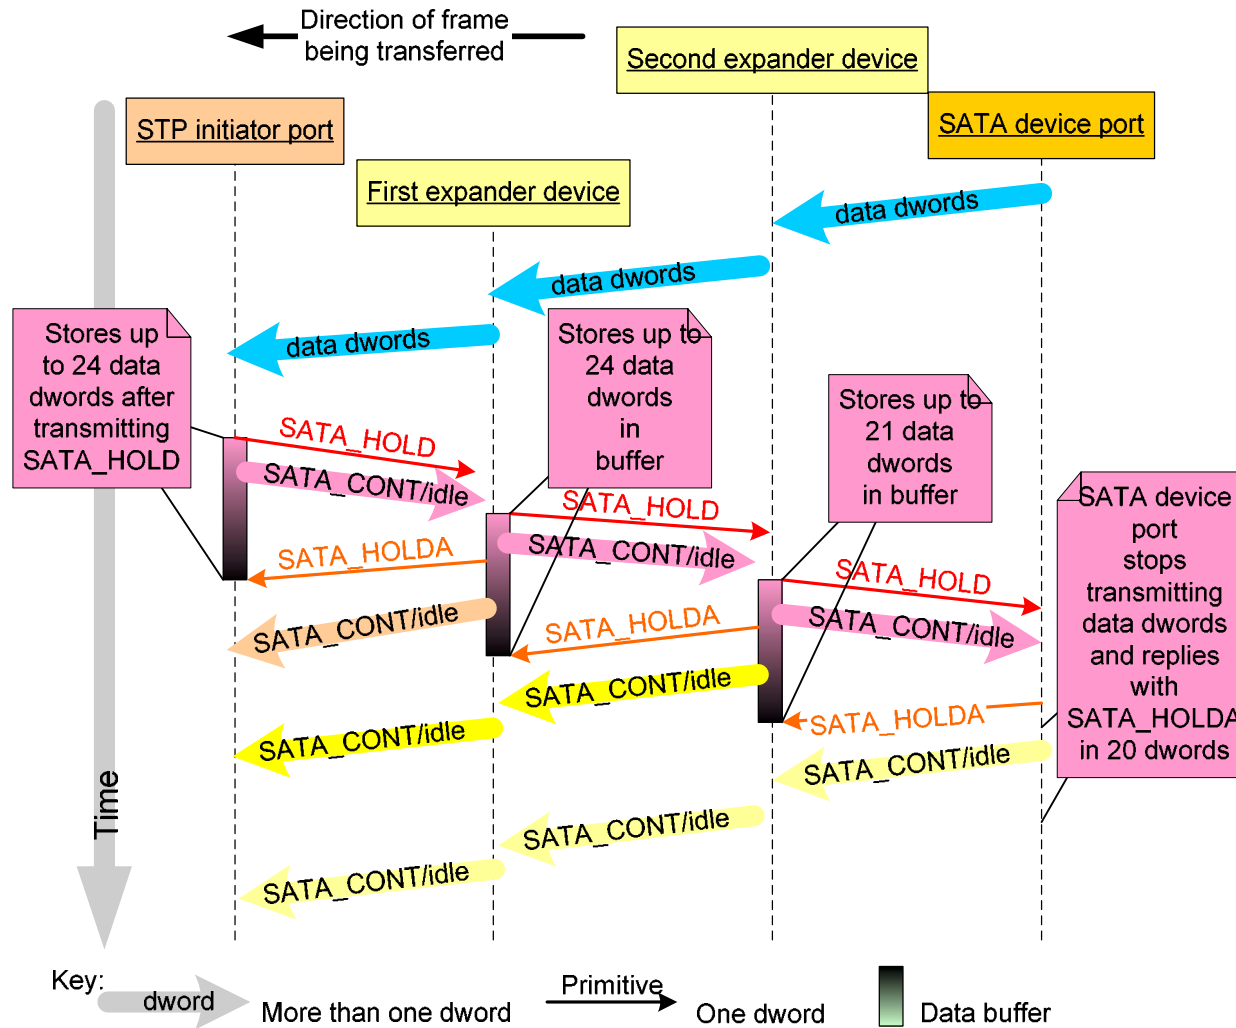 Direction of frame
being transferred
Second expander device
STP initiator port
SATA device port
First expander device
data dwords
data dwords
data dwords
Stores up
to 24 data
dwords after
transmitting
SATA_HOLD
Stores up to
24 data
dwords
in
buffer
Stores up to
21 data
dwords
in buffer
SATA device
port
stops
transmitting
data dwords
and replies
with
SATA_HOLDA
in 20 dwords
SATA_HOLD
SATA_CONT/idle
SATA_HOLD
SATA_CONT/idle
SATA_HOLDA
SATA_HOLD
SATA_CONT/idle
SATA_CONT/idle
SATA_HOLDA
SATA_CONT/idle
SATA_HOLDA
SATA_CONT/idle
SATA_CONT/idle
SATA_CONT/idle
SATA_CONT/idle
Time
Key:
dword
More than one dword
Primitive
One dword
Data buffer